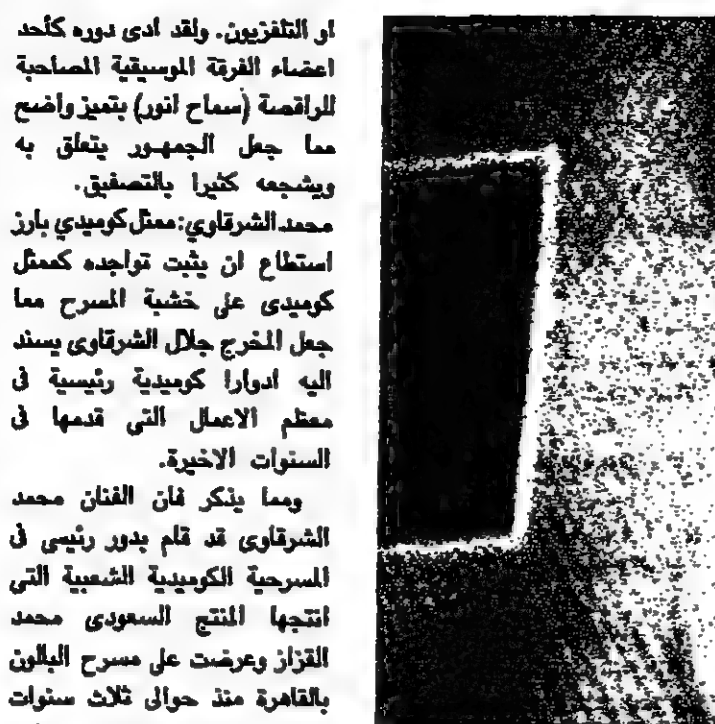 او التلفزيون. ولقد ادى دوره كأحد
اعضاء الفرقة الموسيقية المصاحبة
للراقصة (سماح انور) بتميز واضح
مما جعل الجمهور يتعلق به
ويشجعه كثيرا بالتصفيق.
محمد الشرقاوي: ممثل كوميدي بارز
استطاع ان يثبت تواجده كممثل
كوميدى على خشبة المسرح مما
جعل المخرج جلال الشرقاوى يسند
اليه ادوارا كوميدية رئيسية فى
معظم الاعمال التي قدمها فى
السنوات الاخيرة.
ومما يذكر فان الفنان محمد
الشرقاوى قد قام بدور رئيسى فى
المسرحية الكوميدية الشعبية التي
انتجها المنتج السعودى محمد
القزاز وعرضت على مسرح البالون
بالقاهرة منذ حوالى ثلاث سنوات